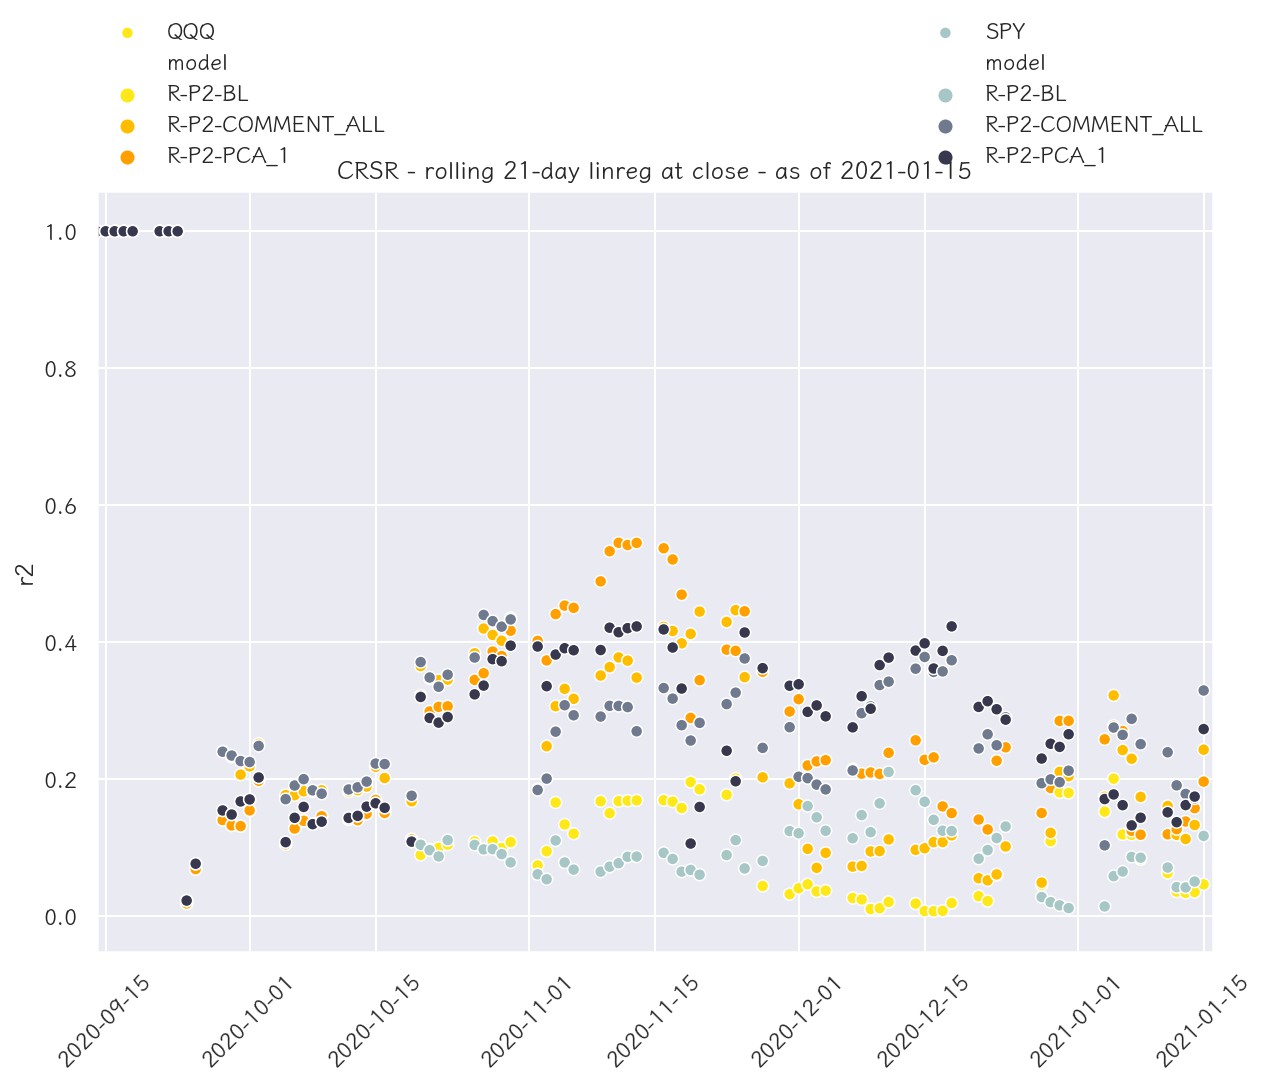 QQQ
model
R-P2-BL
R-P2-COMMENT_ALL
R-P2-PCA_1
SPY
model
R-P2-BL
R-P2-COMMENT_ALL
R-P2-PCA_1
CRSR - rolling 21-day linreg at close - as of 2021-01-15
1.0
0.8
0.6
r2
0.4
0.2
0.0
2020-09-15
2020-10-01
2020-10-15
2020-11-01
2020-11-15
2020-12-01
2020-12-15
2021-01-01
2021-01-15